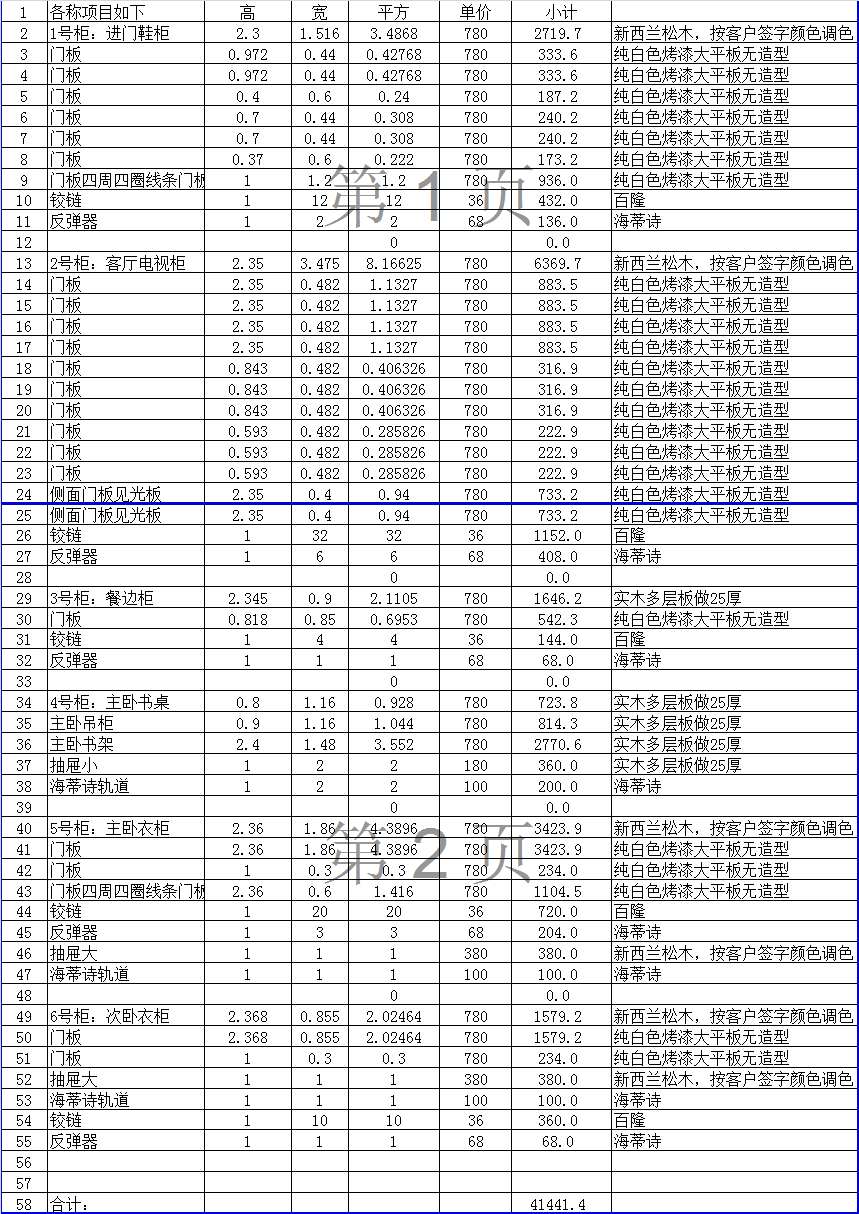 1 各称项目如下 高 宽 平方 单价 小计
2 1号柜：进门鞋柜 2.3 1.516 3.4868 780 2719.7 新西兰松木，按客户签字颜色调色
3 门板 0.972 0.44 0.42768 780 333.6 纯白色烤漆大平板无造型
4 门板 0.972 0.44 0.42768 780 333.6 纯白色烤漆大平板无造型
5 门板 0.4 0.6 0.24 780 187.2 纯白色烤漆大平板无造型
6 门板 0.7 0.44 0.308 780 240.2 纯白色烤漆大平板无造型
7 门板 0.7 0.44 0.308 780 240.2 纯白色烤漆大平板无造型
8 门板 0.37 0.6 0.222 780 173.2 纯白色烤漆大平板无造型
9 门板四周四圈线条门板 1 1.2 1.2 780 936.0 纯白色烤漆大平板无造型
第 1 页
10 铰链 1 12 12 36 432.0 百隆
11 反弹器 1 2 2 68 136.0 海蒂诗
12 0 0.0
13 2号柜：客厅电视柜 2.35 3.475 8.16625 780 6369.7 新西兰松木，按客户签字颜色调色
14 门板 2.35 0.482 1.1327 780 883.5 纯白色烤漆大平板无造型
15 门板 2.35 0.482 1.1327 780 883.5 纯白色烤漆大平板无造型
16 门板 2.35 0.482 1.1327 780 883.5 纯白色烤漆大平板无造型
17 门板 2.35 0.482 1.1327 780 883.5 纯白色烤漆大平板无造型
18 门板 0.843 0.482 0.406326 780 316.9 纯白色烤漆大平板无造型
19 门板 0.843 0.482 0.406326 780 316.9 纯白色烤漆大平板无造型
20 门板 0.843 0.482 0.406326 780 316.9 纯白色烤漆大平板无造型
21 门板 0.593 0.482 0.285826 780 222.9 纯白色烤漆大平板无造型
22 门板 0.593 0.482 0.285826 780 222.9 纯白色烤漆大平板无造型
23 门板 0.593 0.482 0.285826 780 222.9 纯白色烤漆大平板无造型
24 侧面门板见光板 2.35 0.4 0.94 780 733.2 纯白色烤漆大平板无造型
25 侧面门板见光板 2.35 0.4 0.94 780 733.2 纯白色烤漆大平板无造型
26 铰链 1 32 32 36 1152.0 百隆
27 反弹器 1 6 6 68 408.0 海蒂诗
28 0 0.0
29 3号柜：餐边柜 2.345 0.9 2.1105 780 1646.2 实木多层板做25厚
30 门板 0.818 0.85 0.6953 780 542.3 纯白色烤漆大平板无造型
31 铰链 1 4 4 36 144.0 百隆
32 反弹器 1 1 1 68 68.0 海蒂诗
33 0 0.0
34 4号柜：主卧书桌 0.8 1.16 0.928 780 723.8 实木多层板做25厚
35 主卧吊柜 0.9 1.16 1.044 780 814.3 实木多层板做25厚
36 主卧书架 2.4 1.48 3.552 780 2770.6 实木多层板做25厚
37 抽屉小 1 2 2 180 360.0 实木多层板做25厚
38 海蒂诗轨道 1 2 2 100 200.0 海蒂诗
39 0 0.0
40 5号柜：主卧衣柜 2.36 1.86 4.3896 780 3423.9 新西兰松木，按客户签字颜色调色
41 门板 2.36 1.86 4.3896 780 3423.9 纯白色烤漆大平板无造型
第 2 页
42 门板 1 0.3 0.3 780 234.0 纯白色烤漆大平板无造型
43 门板四周四圈线条门板 2.36 0.6 1.416 780 1104.5 纯白色烤漆大平板无造型
44 铰链 1 20 20 36 720.0 百隆
45 反弹器 1 3 3 68 204.0 海蒂诗
46 抽屉大 1 1 1 380 380.0 新西兰松木，按客户签字颜色调色
47 海蒂诗轨道 1 1 1 100 100.0 海蒂诗
48 0 0.0
49 6号柜：次卧衣柜 2.368 0.855 2.02464 780 1579.2 新西兰松木，按客户签字颜色调色
50 门板 2.368 0.855 2.02464 780 1579.2 纯白色烤漆大平板无造型
51 门板 1 0.3 0.3 780 234.0 纯白色烤漆大平板无造型
52 抽屉大 1 1 1 380 380.0 新西兰松木，按客户签字颜色调色
53 海蒂诗轨道 1 1 1 100 100.0 海蒂诗
54 铰链 1 10 10 36 360.0 百隆
55 反弹器 1 1 1 68 68.0 海蒂诗
56
57
58 合计： 41441.4